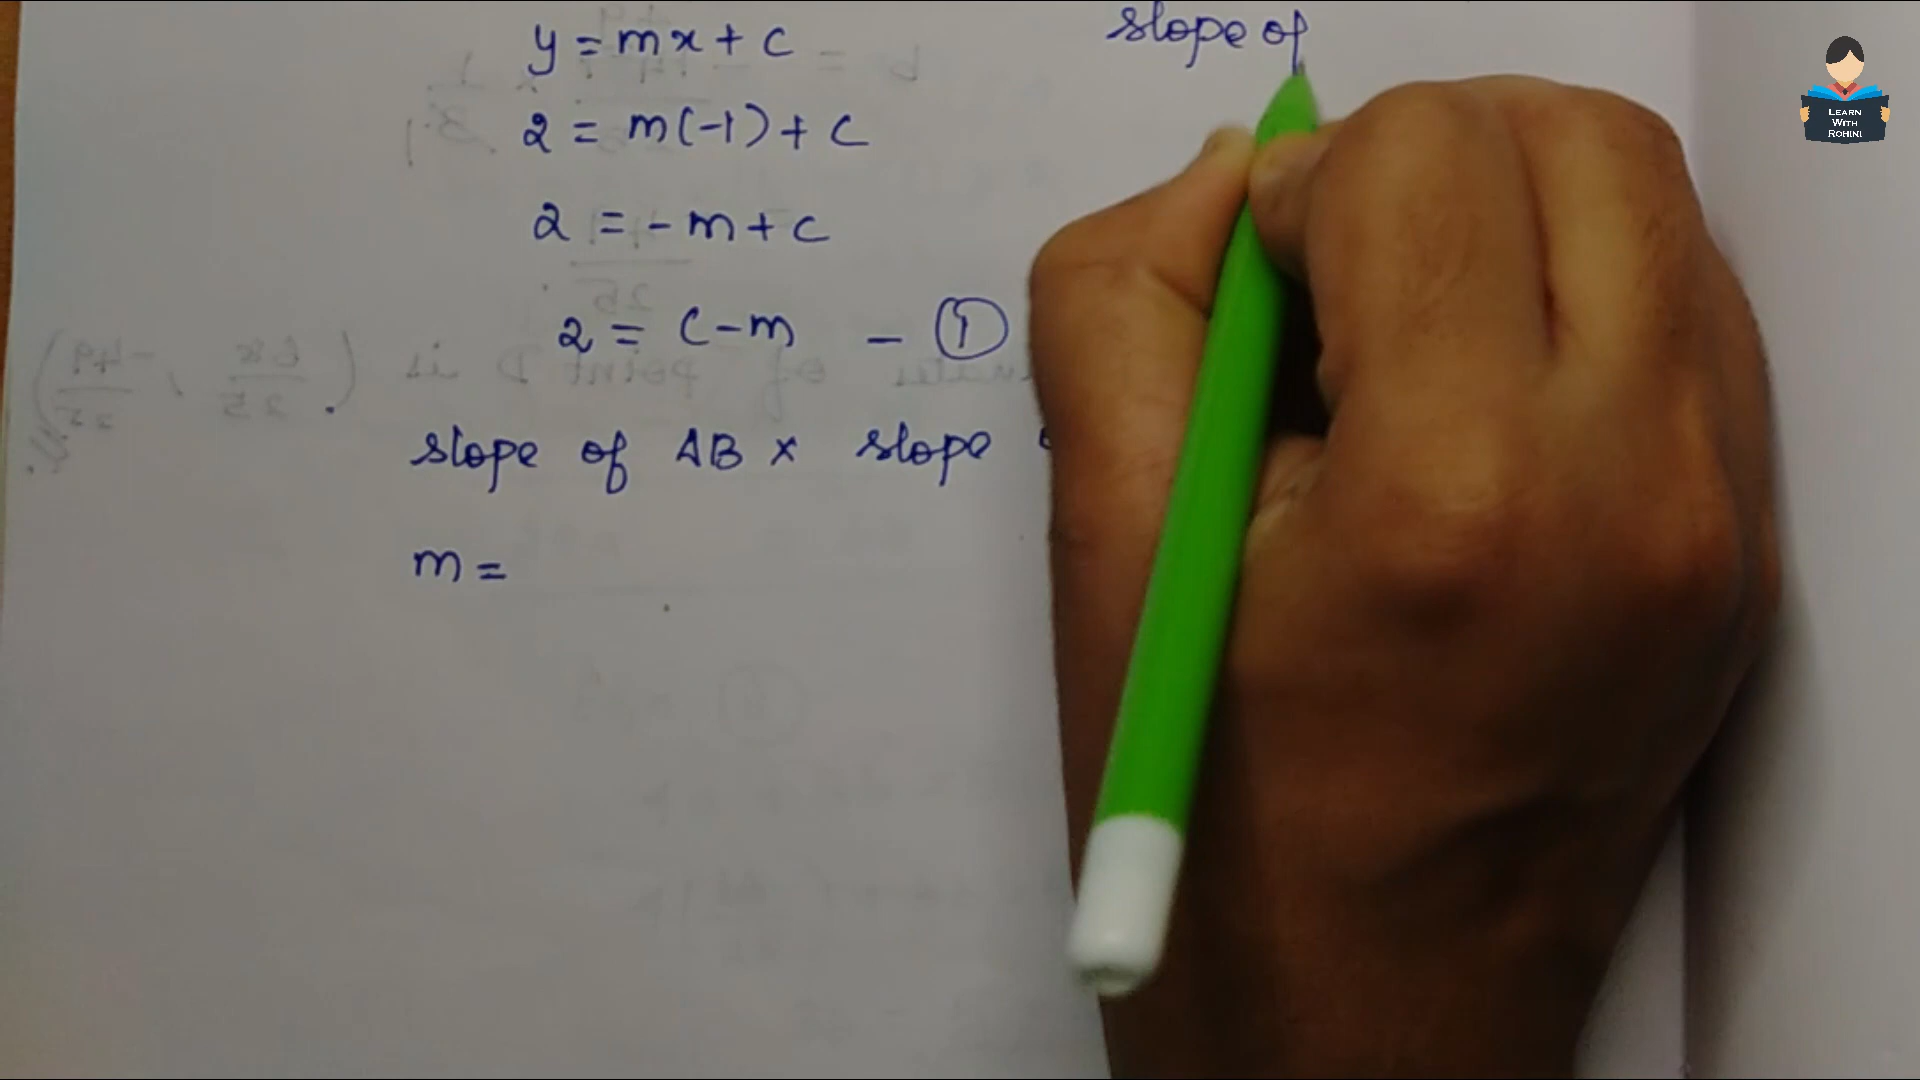 y = mx + c
slope of
2 = m(-1) + c
2 = - m + c
2 = c - m - ①
slope of AB x slope
m =
LEARN
WITH
ROHINI